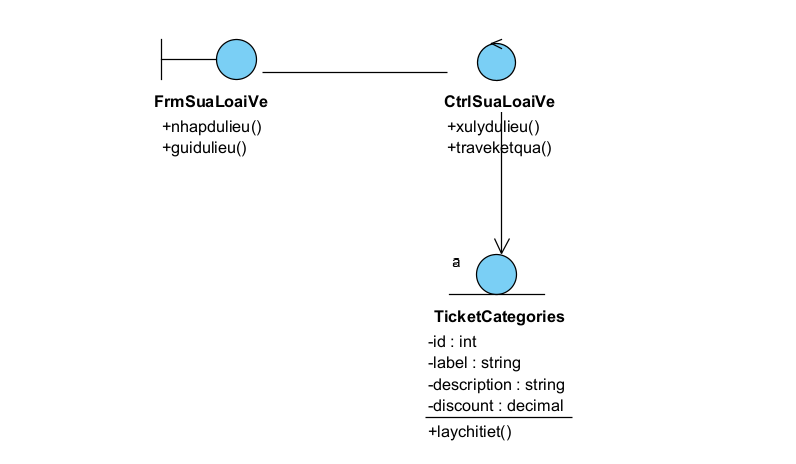 FrmSuaLoaiVe
+nhapdulieu()
+guidulieu()
CtrlSuaLoaiVe
+xulydulieu()
+traveketqua()
a
TicketCategories
-id : int
-label : string
-description : string
-discount : decimal
+laychitiet()